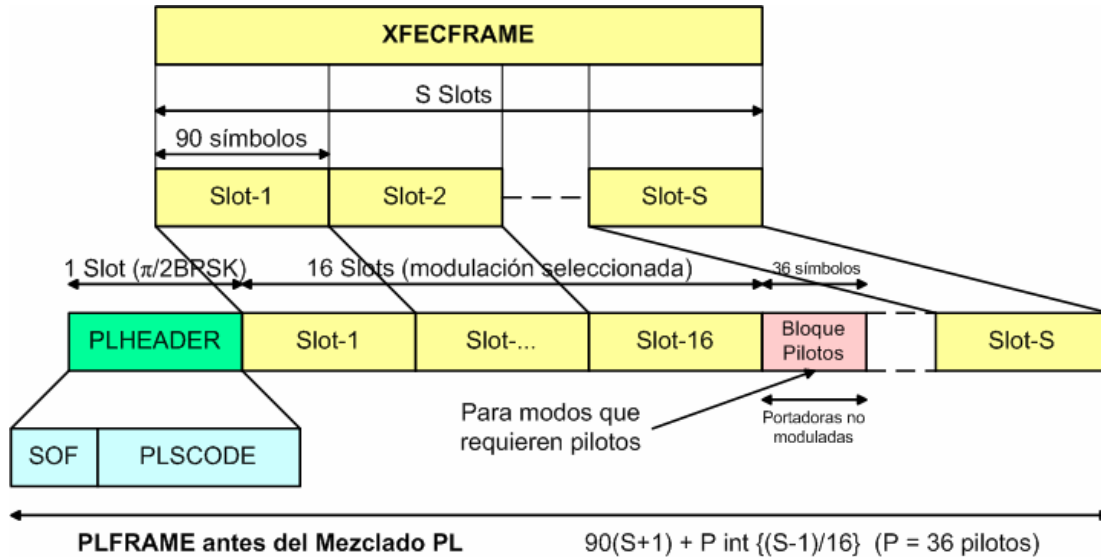 XFECFRAME
S Slots
90 símbolos
Slot-1
Slot-2
Slot-S
1 Slot (π/2BPSK)
16 Slots (modulación seleccionada)
36 símbolos
PLHEADER
Slot-1
Slot-...
Slot-16
Bloque
Pilotos
Slot-S
Para modos que
requieren pilotos
Portadoras no
moduladas
SOF
PLSCODE
PLFRAME antes del Mezclado PL
90(S+1) + P int {(S-1)/16} (P = 36 pilotos)